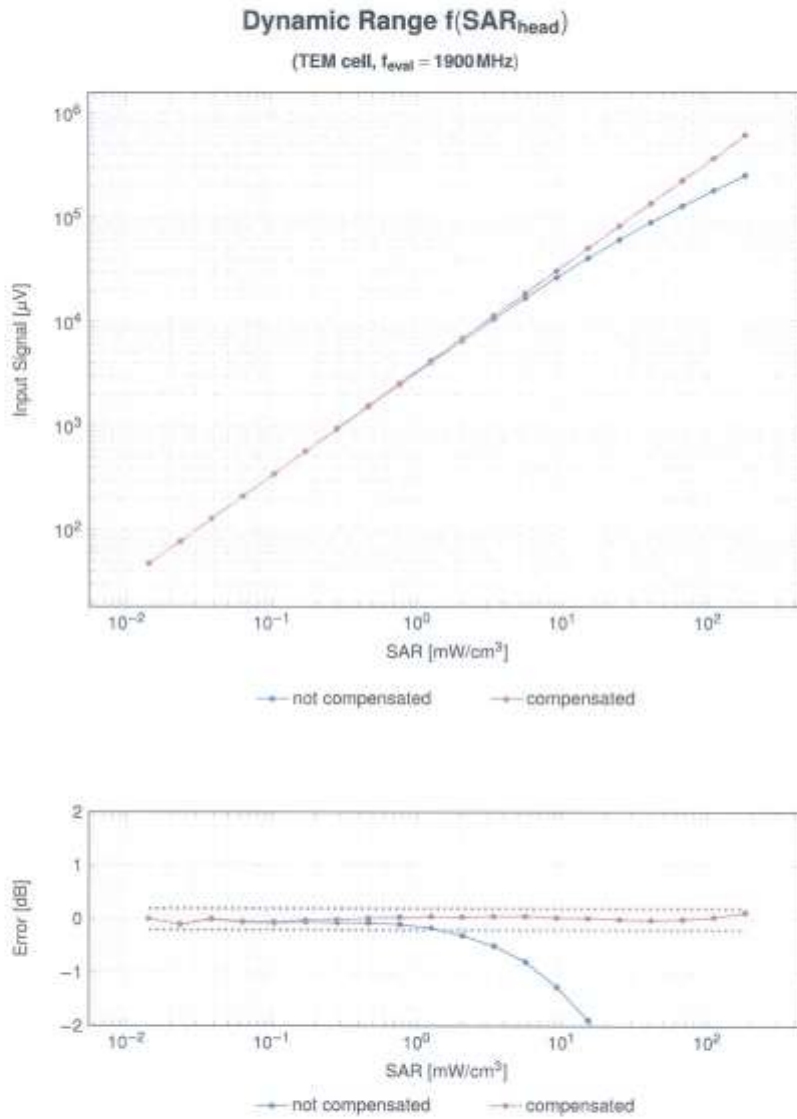 Dynamic Range f(SAR_head)
(TEM cell, f_eval = 1900 MHz)
10⁶
10⁵
10⁴
10³
10²
Input Signal [µV]
10⁻² 10⁻¹ 10⁰ 10¹ 10²
SAR [mW/cm³]
not compensated compensated
2
1
0
−1
−2
Error [dB]
10⁻² 10⁻¹ 10⁰ 10¹ 10²
SAR [mW/cm³]
not compensated compensated